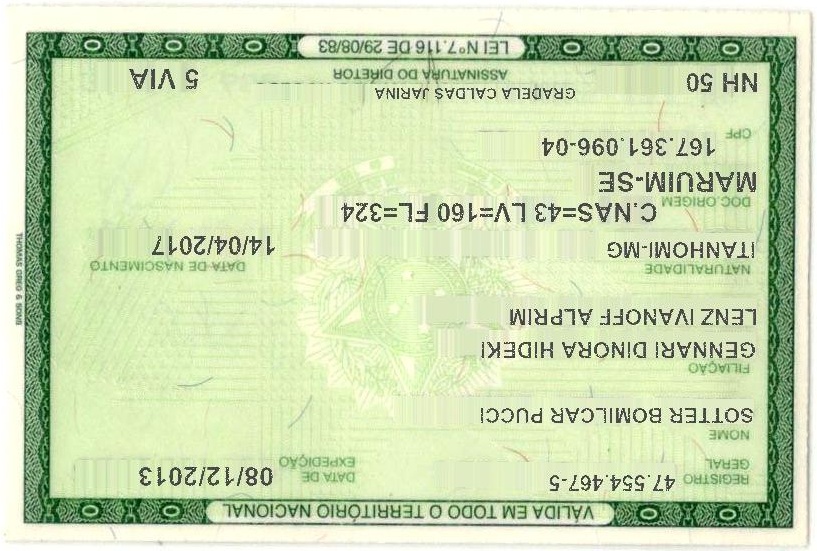 VÁLIDA EM TODO O TERRITÓRIO NACIONAL
REGISTRO GERAL 47.554.467-5 DATA DE EXPEDIÇÃO 08/12/2013
NOME
SOTTER BOMILCAR PUCCI
FILIAÇÃO
GENNARI DINORA HIDEKI
LENZ IVANOFF ALPRIM
NATURALIDADE DATA DE NASCIMENTO
ITANHOMI-MG 14/04/2017
DOC.ORIGEM C.NAS=43 LV=160 FL=324
MARUIM-SE
CPF 167.361.096-04
NH 50 GRADELA CALDAS JARINA 5 VIA
ASSINATURA DO DIRETOR
LEI Nº 7.116 DE 29/08/83
THOMAS GREG & SONS